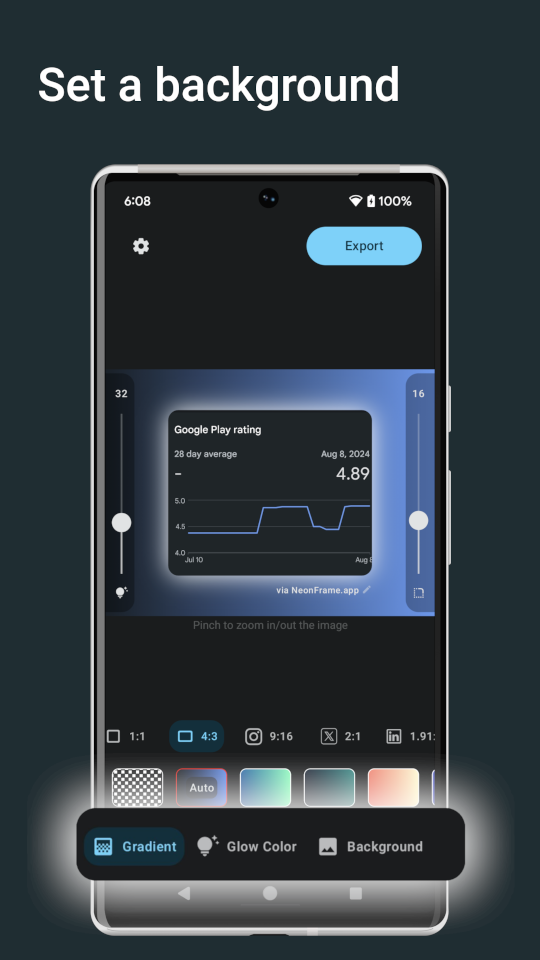 Set a background
6:08
100%
Export
32
16
Google Play rating
28 day average
Aug 8, 2024
-
4.89
5.0
4.5
4.0
Jul 10
Aug 8
via NeonFrame.app
Pinch to zoom in/out the image
1:1
4:3
9:16
2:1
1.91:
Auto
Gradient
Glow Color
Background